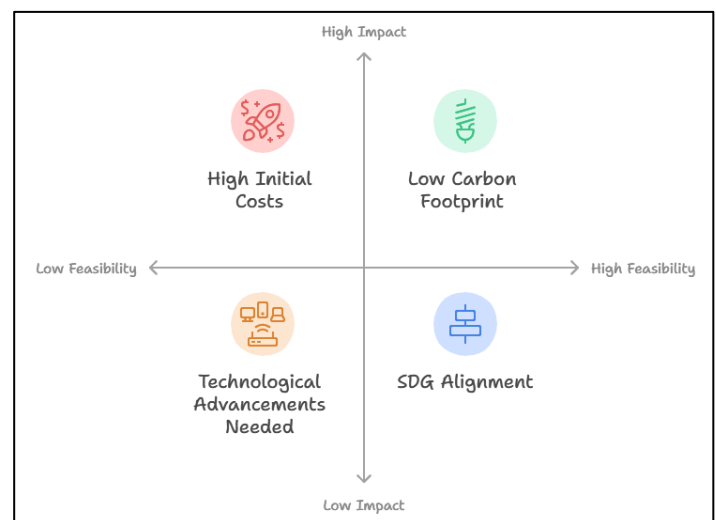 High Impact
High Initial
Costs
Low Carbon
Footprint
Low Feasibility
High Feasibility
Technological
Advancements
Needed
SDG Alignment
Low Impact